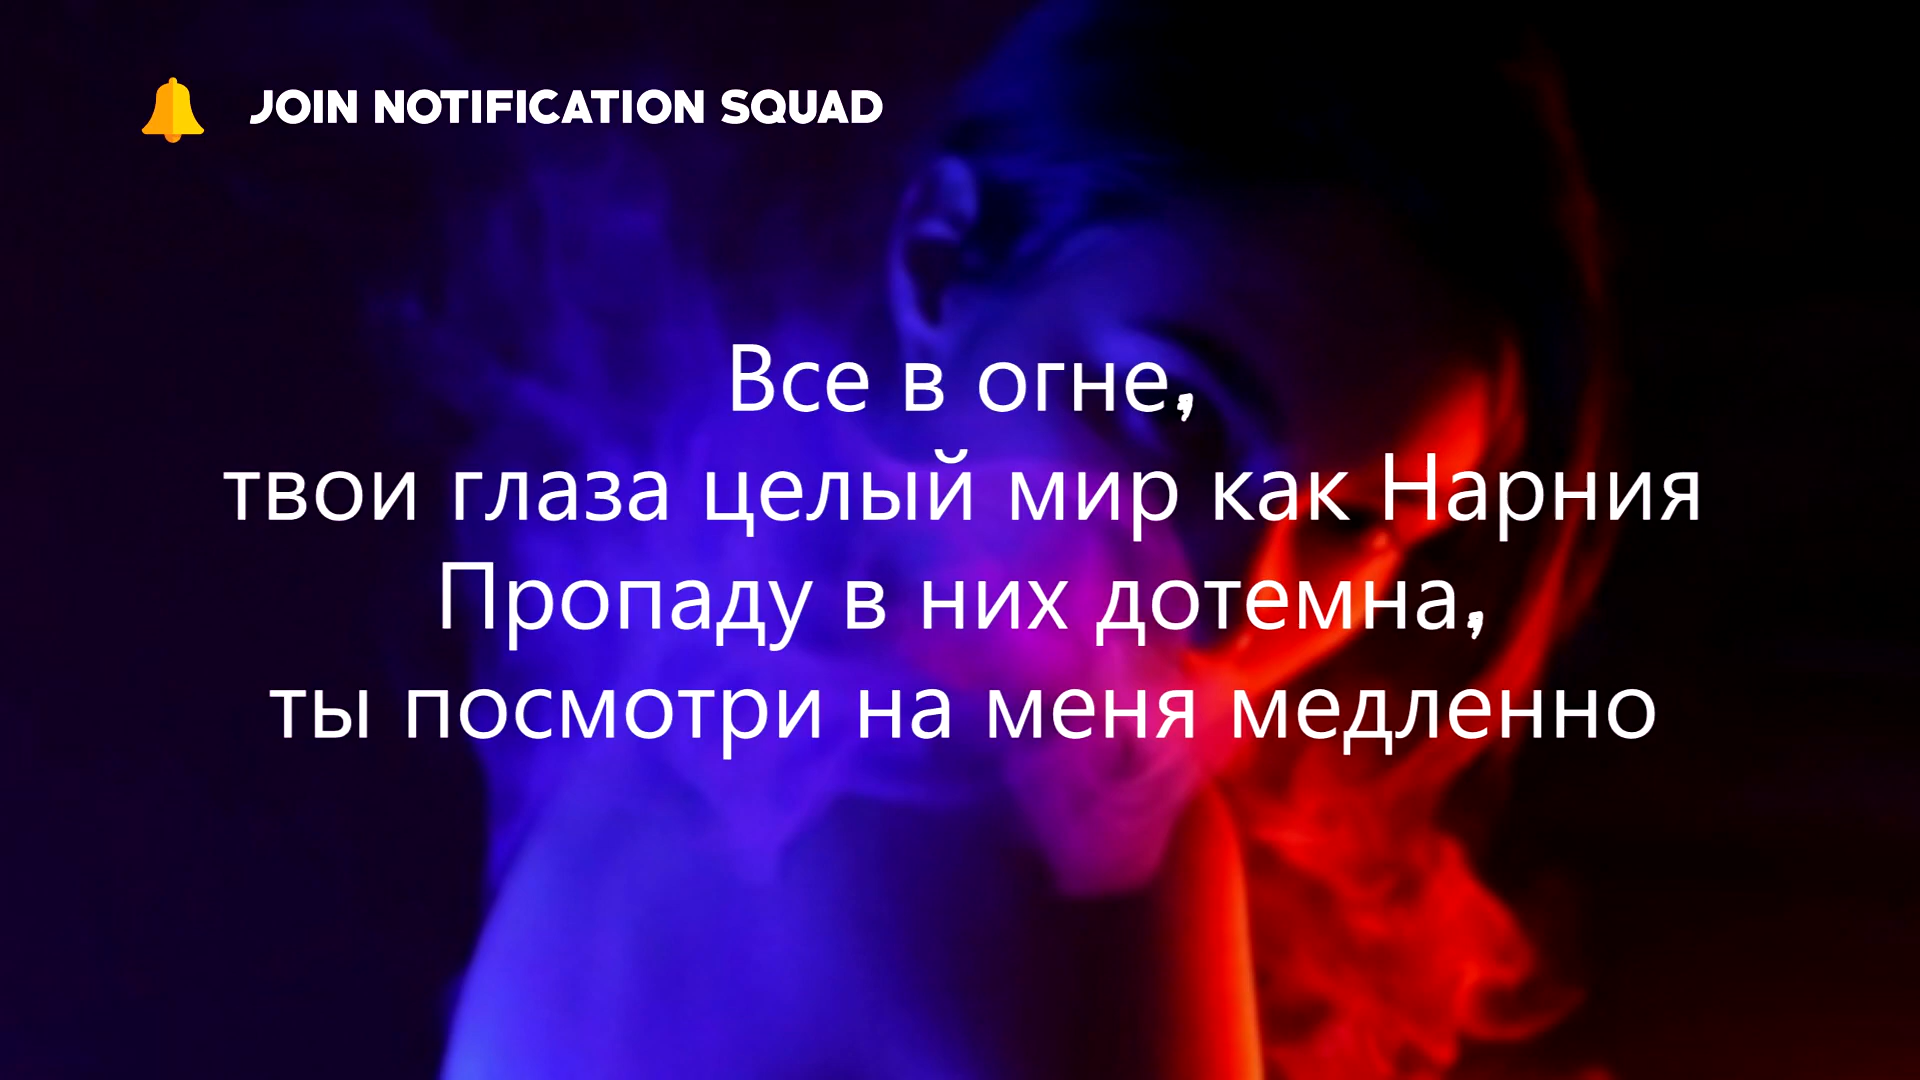 JOIN NOTIFICATION SQUAD
Все в огне,
твои глаза целый мир как Нарния
Пропаду в них дотемна,
ты посмотри на меня медленно